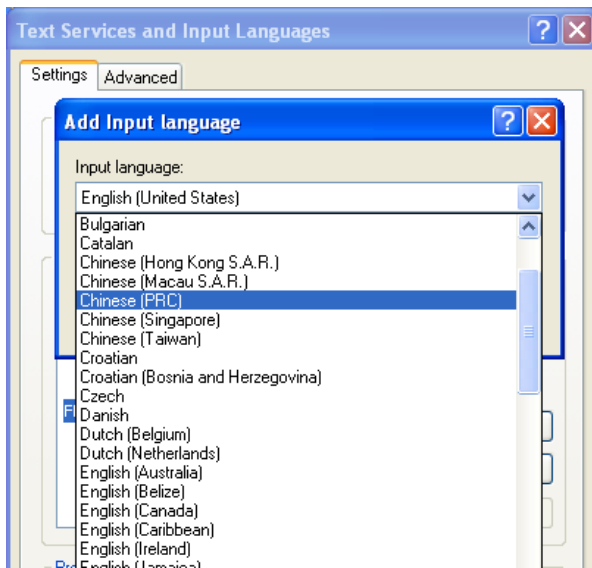 Text Services and Input Languages
Settings Advanced
Add Input language
Input language:
English (United States)
Bulgarian
Catalan
Chinese (Hong Kong S.A.R.)
Chinese (Macau S.A.R.)
Chinese (PRC)
Chinese (Singapore)
Chinese (Taiwan)
Croatian
Croatian (Bosnia and Herzegovina)
Czech
Danish
Dutch (Belgium)
Dutch (Netherlands)
English (Australia)
English (Belize)
English (Canada)
English (Caribbean)
English (Ireland)
English (Jamaica)